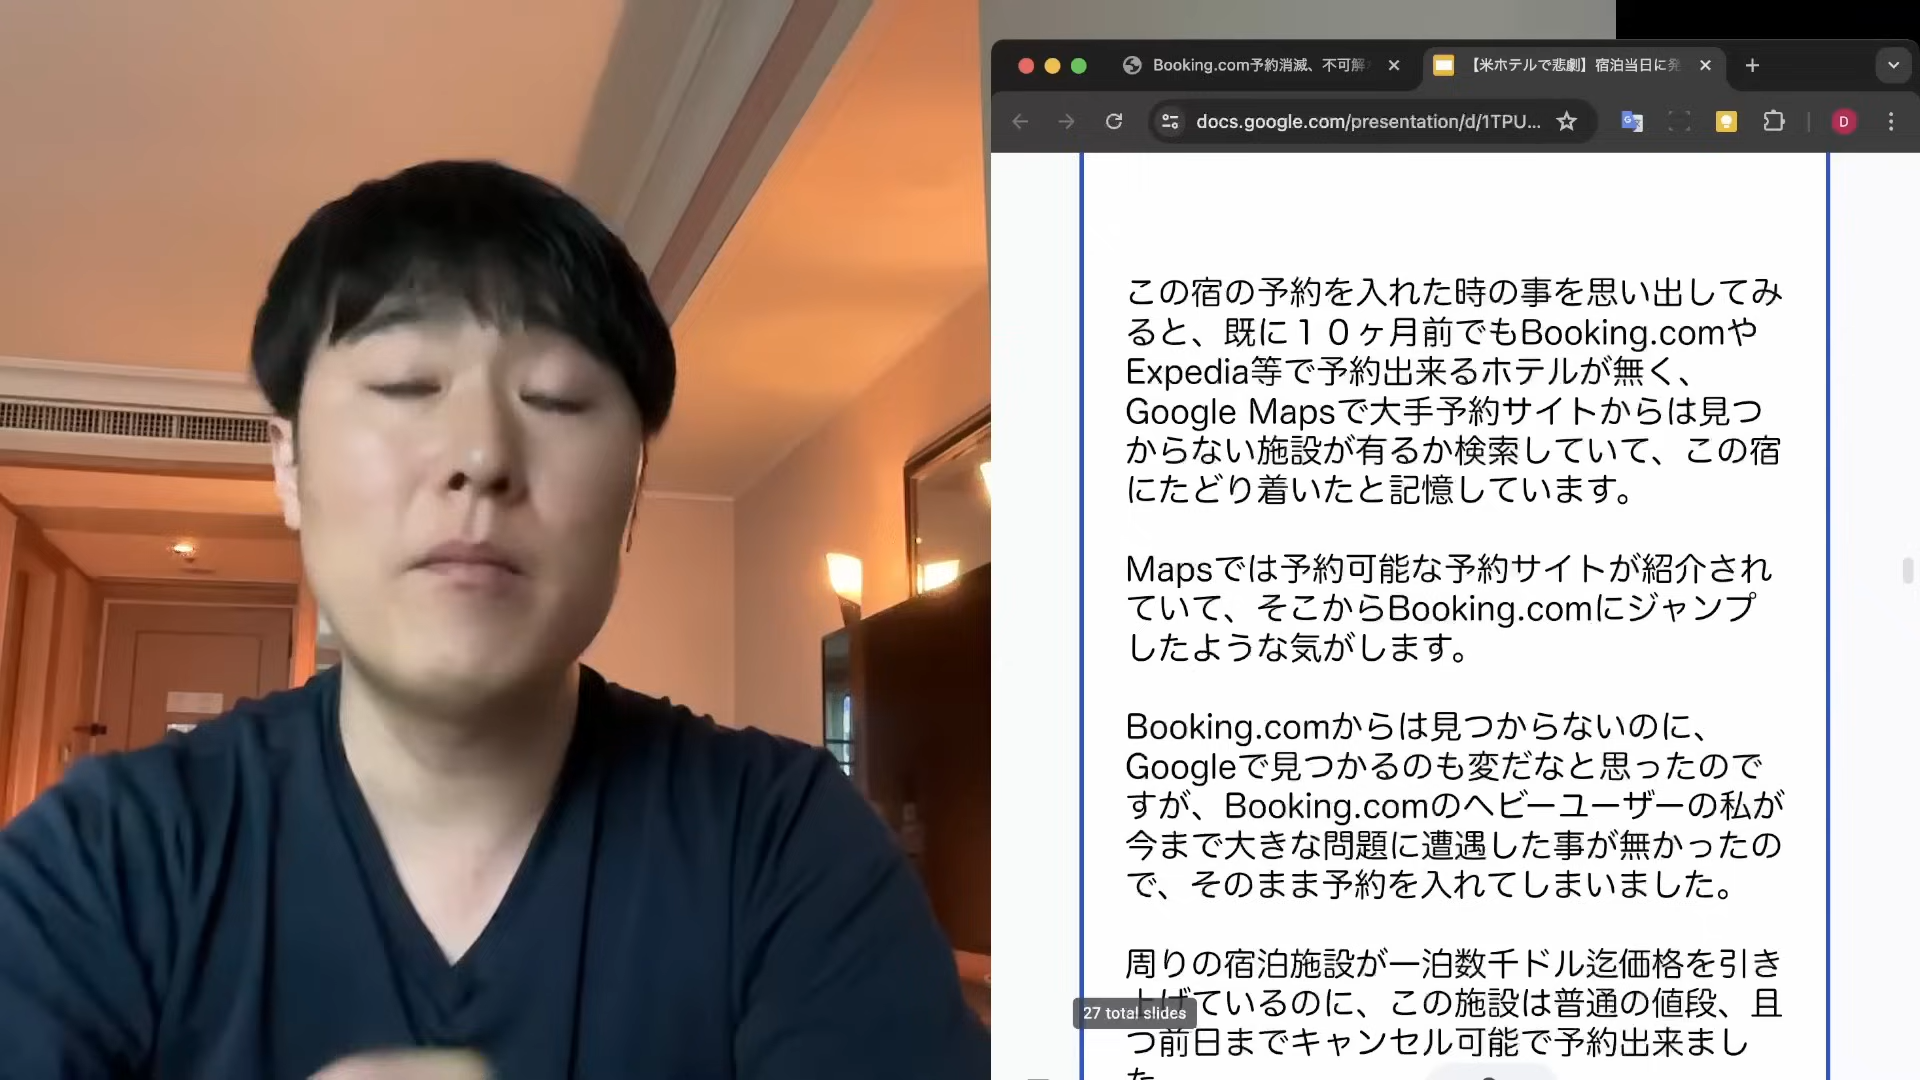 Booking.com予約消滅、不可解
【米ホテルで悲劇】宿泊当日に発
docs.google.com/presentation/d/1TPU...
D
この宿の予約を入れた時の事を思い出してみ
ると、既に１０ヶ月前でもBooking.comや
Expedia等で予約出来るホテルが無く、
Google Mapsで大手予約サイトからは見つ
からない施設が有るか検索していて、この宿
にたどり着いたと記憶しています。
Mapsでは予約可能な予約サイトが紹介され
ていて、そこからBooking.comにジャンプ
したような気がします。
Booking.comからは見つからないのに、
Googleで見つかるのも変だなと思ったので
すが、Booking.comのヘビーユーザーの私が
今まで大きな問題に遭遇した事が無かったの
で、そのまま予約を入れてしまいました。
周りの宿泊施設が一泊数千ドル迄価格を引き
上げているのに、この施設は普通の値段、且
27 total slides
つ前日までキャンセル可能で予約出来まし
た